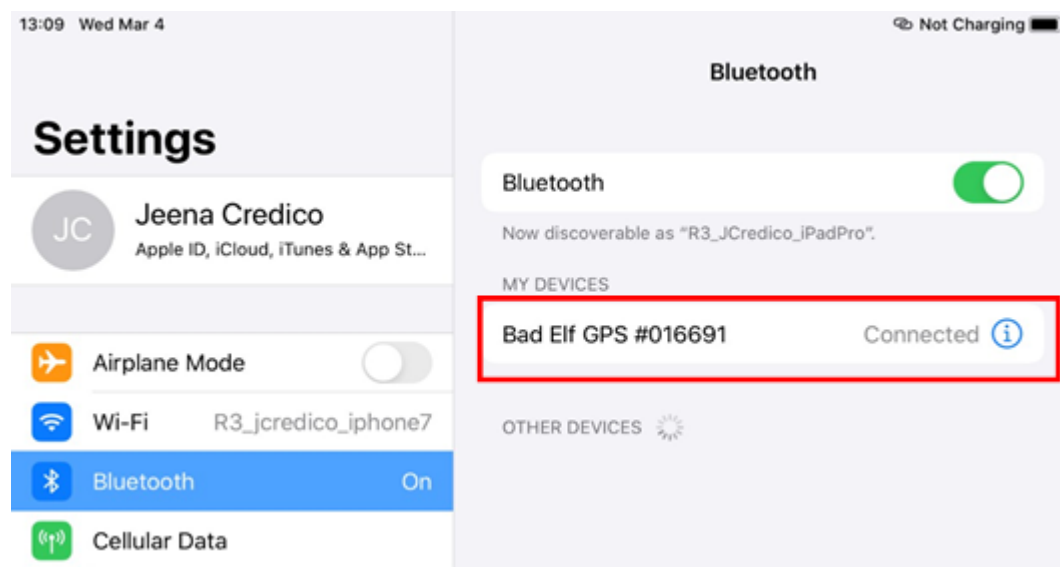 13:09 Wed Mar 4
Not Charging
Settings
JC
Jeena Credico
Apple ID, iCloud, iTunes & App St...
Airplane Mode
Wi-Fi R3_jcredico_iphone7
Bluetooth On
Cellular Data
Bluetooth
Bluetooth
Now discoverable as “R3_JCredico_iPadPro”.
MY DEVICES
Bad Elf GPS #016691 Connected
OTHER DEVICES